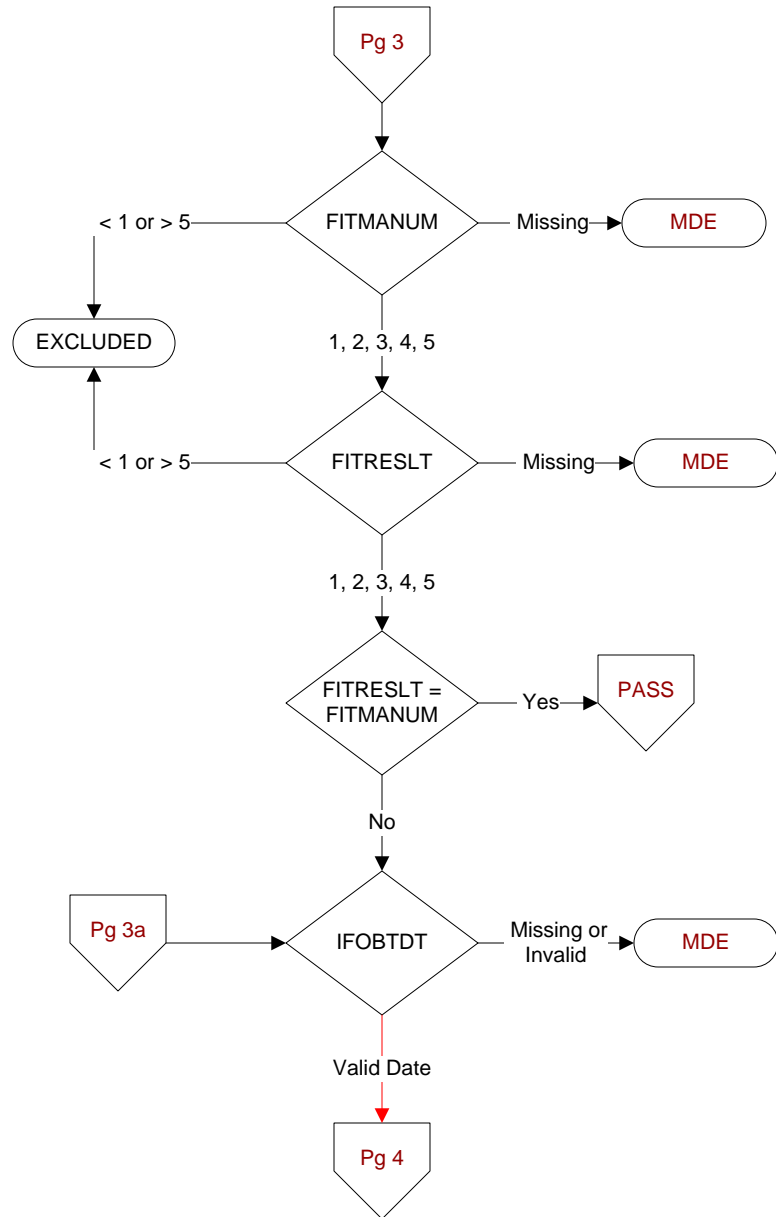 Pg 3
< 1 or > 5
FITMANUM
Missing
MDE
EXCLUDED
1, 2, 3, 4, 5
< 1 or > 5
FITRESLT
Missing
MDE
1, 2, 3, 4, 5
FITRESLT =
FITMANUM
Yes
PASS
No
Pg 3a
IFOBTDT
Missing or
Invalid
MDE
Valid Date
Pg 4